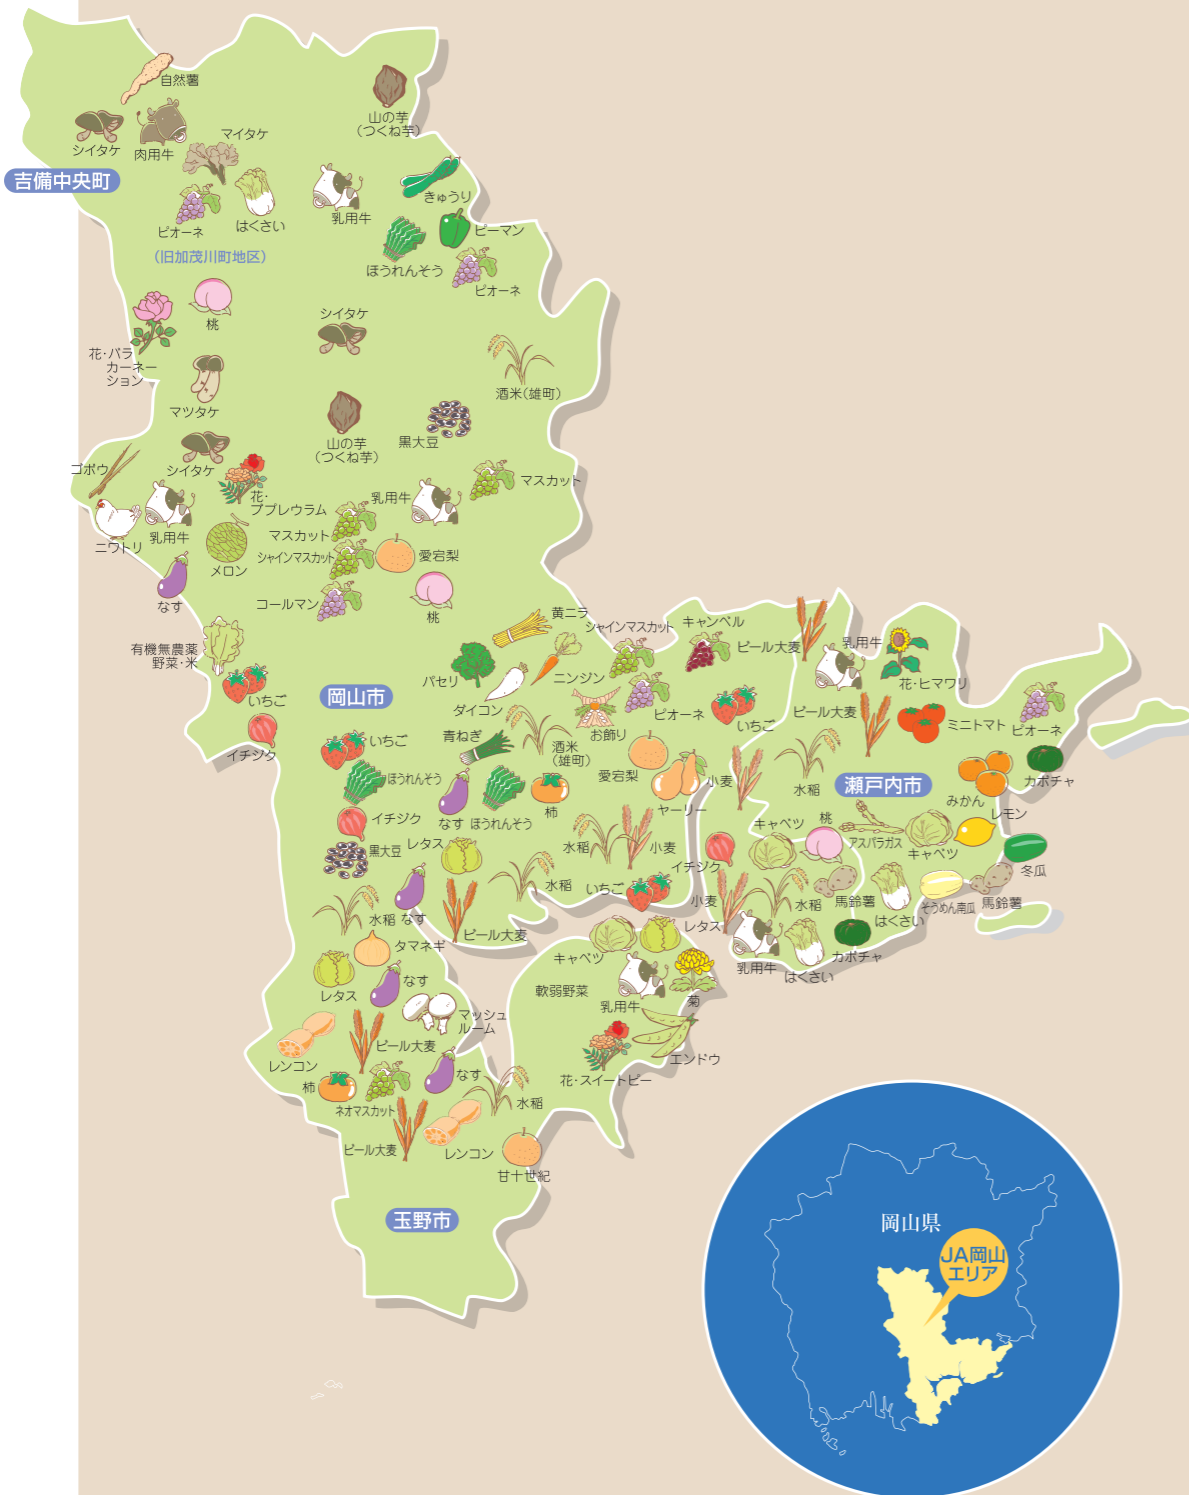 自然薯
山の芋
（つくね芋）
シイタケ
肉用牛
マイタケ
吉備中央町
ピオーネ
はくさい
乳用牛
きゅうり
ピーマン
ほうれんそう
ピオーネ
（旧加茂川町地区）
桃
シイタケ
花・バラ
カーネー
ション
マツタケ
酒米（雄町）
山の芋
（つくね芋）
黒大豆
ゴボウ
シイタケ
花・
ブプレウラム
乳用牛
マスカット
ニワトリ
乳用牛
メロン
マスカット
シャインマスカット
愛宕梨
なす
コールマン
桃
有機無農薬
野菜・米
いちご
イチジク
岡山市
黄ニラ
パセリ
ニンジン
ダイコン
シャインマスカット
キャンベル
ビール大麦
乳用牛
花・ヒマワリ
ピオーネ
いちご
ビール大麦
ミニトマト
ピオーネ
いちご
青ねぎ
酒米
（雄町）
お飾り
愛宕梨
ヤーリー
小麦
水稲
瀬戸内市
みかん
カボチャ
ほうれんそう
なす
ほうれんそう
柿
レモン
イチジク
黒大豆
レタス
水稲
小麦
イチジク
キャベツ
桃
アスパラガス
キャベツ
冬瓜
水稲
なす
ビール大麦
水稲
いちご
小麦
水稲
馬鈴薯
はくさい
そうめん南瓜
馬鈴薯
タマネギ
レタス
なす
マッシュ
ルーム
キャベツ
レタス
乳用牛
はくさい
カボチャ
軟弱野菜
乳用牛
菊
レンコン
ビール大麦
柿
ネオマスカット
なす
水稲
花・スイートピー
エンドウ
ビール大麦
レンコン
甘十世紀
玉野市
岡山県
JA岡山
エリア